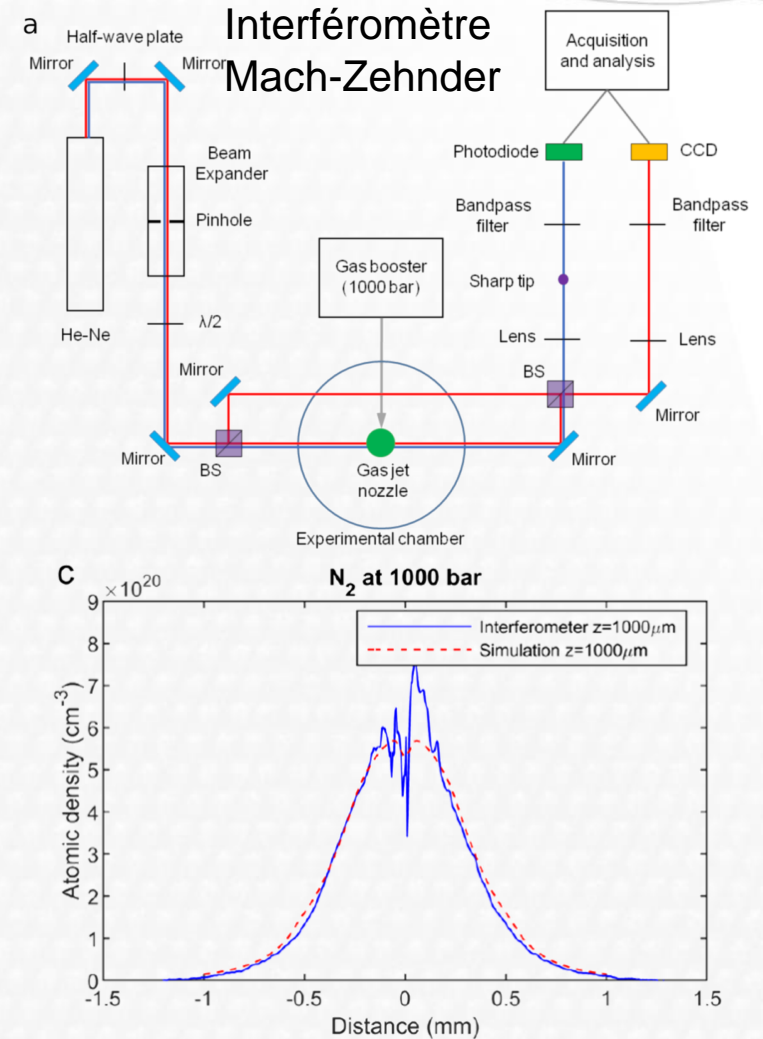 a
Interféromètre
Mach-Zehnder
Half-wave plate
Mirror
Mirror
Acquisition
and analysis
Beam
Expander
Photodiode
CCD
Pinhole
Bandpass
filter
Bandpass
filter
Gas booster
(1000 bar)
Sharp tip
He-Ne
λ/2
Lens
Lens
Mirror
BS
Mirror
Mirror
BS
Gas jet
nozzle
Mirror
Experimental chamber
c
×10²⁰
N₂ at 1000 bar
Interferometer z=1000μm
Simulation z=1000μm
Atomic density (cm⁻³)
9
8
7
6
5
4
3
2
1
0
-1.5 -1 -0.5 0 0.5 1 1.5
Distance (mm)